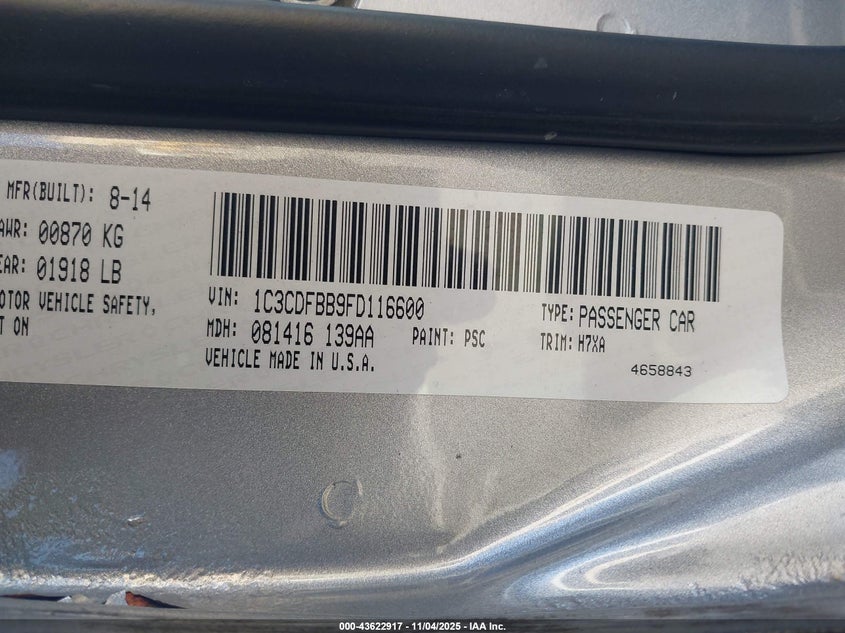 MFR(BUILT): 8-14
AWR: 00870 KG
EAR: 01918 LB
OTOR VEHICLE SAFETY,
T ON
VIN: 1C3CDFBB9FD116600
TYPE: PASSENGER CAR
MDH: 081416 139AA PAINT: PSC
TRIM: H7XA
VEHICLE MADE IN U.S.A.
4658843
000-43622917 - 11/04/2025 - IAA Inc.